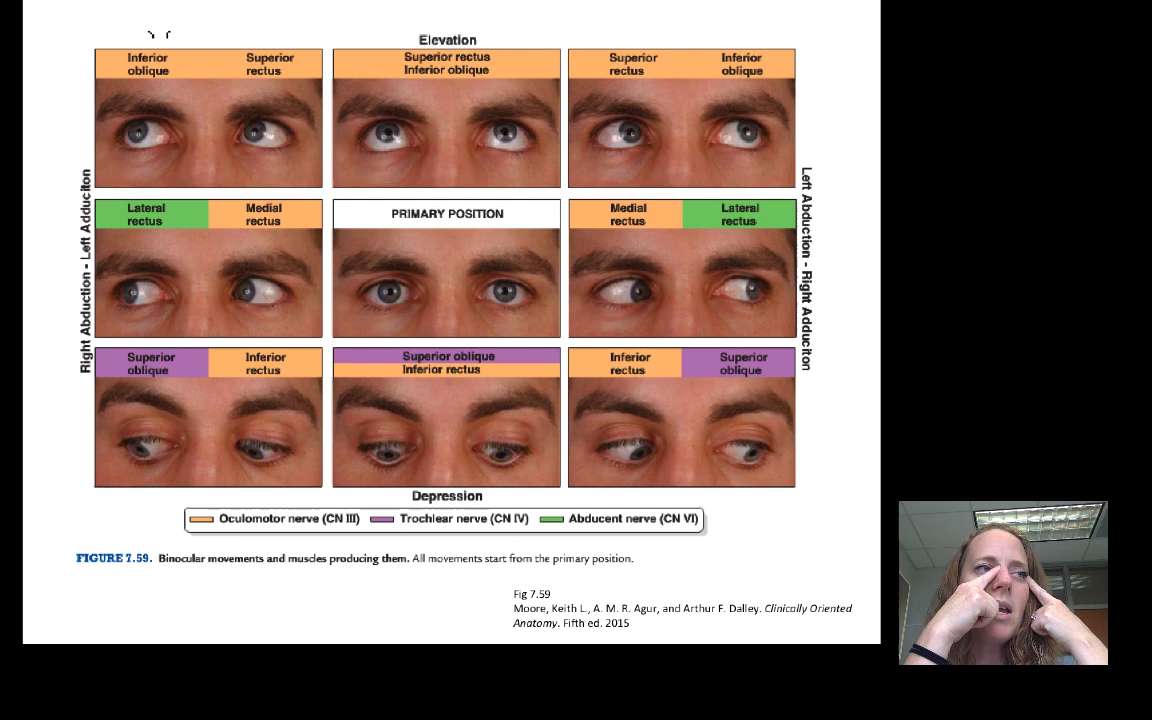 Elevation
Inferior
oblique
Superior
rectus
Superior rectus
Inferior oblique
Superior
rectus
Inferior
oblique
Right Abduction - Left Adduciton
Lateral
rectus
Medial
rectus
PRIMARY POSITION
Medial
rectus
Lateral
rectus
Left Abduction - Right Adduciton
Superior
oblique
Inferior
rectus
Superior oblique
Inferior rectus
Inferior
rectus
Superior
oblique
Depression
Oculomotor nerve (CN III) Trochlear nerve (CN IV) Abducent nerve (CN VI)
FIGURE 7.59. Binocular movements and muscles producing them. All movements start from the primary position.
Fig 7.59
Moore, Keith L., A. M. R. Agur, and Arthur F. Dalley. Clinically Oriented
Anatomy. Fifth ed. 2015